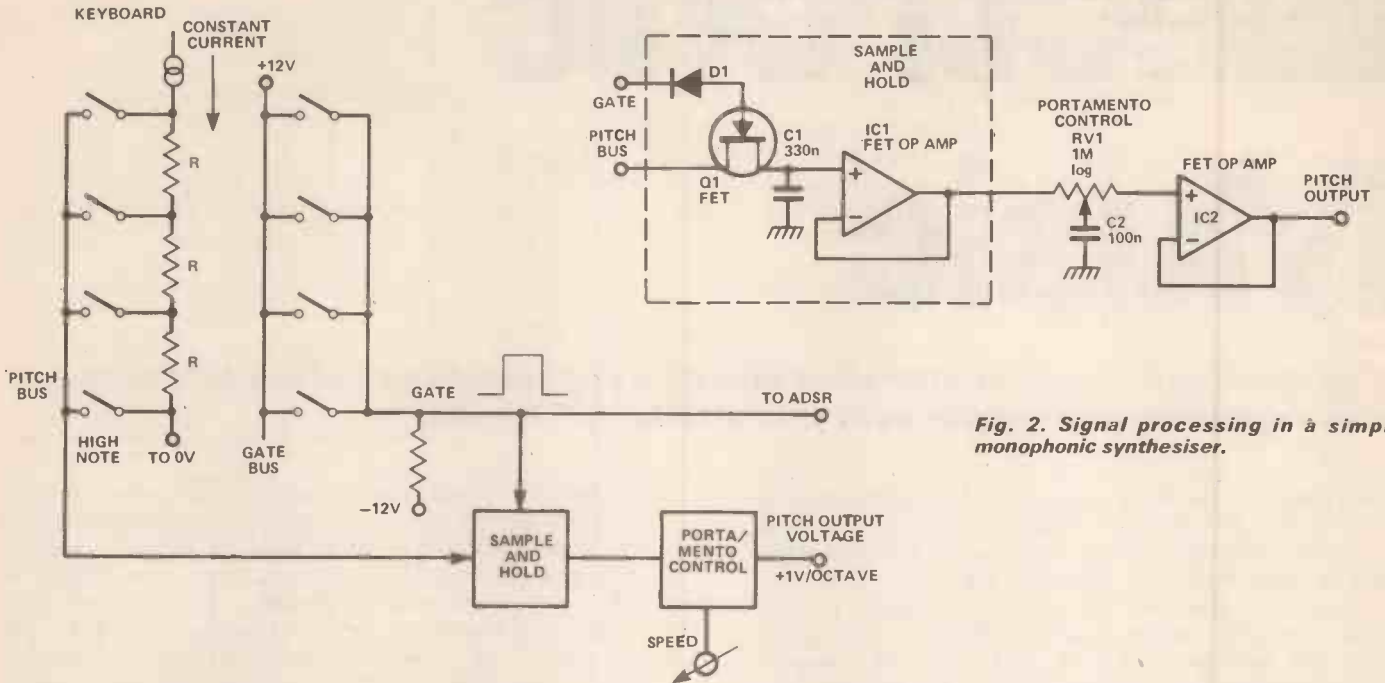 KEYBOARD
CONSTANT
CURRENT
+12V
R
R
R
PITCH
BUS
HIGH
NOTE
TO 0V
GATE
BUS
GATE
-12V
TO ADSR
SAMPLE
AND
HOLD
PORTA/
MENTO
CONTROL
PITCH OUTPUT
VOLTAGE
+1V/OCTAVE
SPEED
SAMPLE
AND
HOLD
D1
GATE
PITCH
BUS
Q1
FET
C1
330n
IC1
FET OP AMP
+
−
PORTAMENTO
CONTROL
RV1
1M
log
C2
100n
FET OP AMP
+
−
IC2
PITCH
OUTPUT
Fig. 2. Signal processing in a simp
monophonic synthesiser.